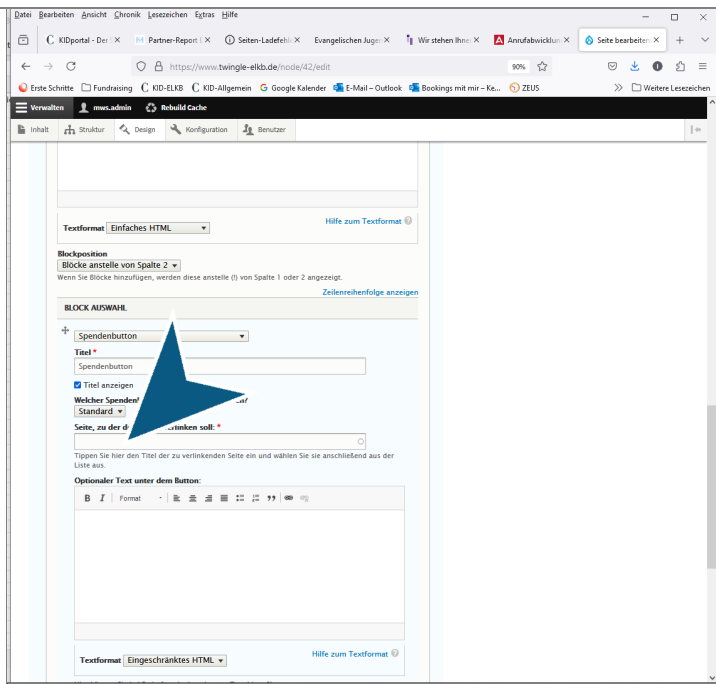 Datei Bearbeiten Ansicht Chronik Lesezeichen Extras Hilfe
KIDportal - Der Partner-Report Seiten-Ladefehle Evangelischen Jugen Wir stehen Ihne Anrufabwicklun Seite bearbeiten
https://www.twingle-elkb.de/node/42/edit 90%
Erste Schritte Fundraising KID-ELKB KID-Allgemein Google Kalender E-Mail – Outlook Bookings mit mir – Ke... ZEUS Weitere Lesezeichen
Verwalten mws.admin Rebuild Cache
Inhalt Struktur Design Konfiguration Benutzer
Textformat Einfaches HTML Hilfe zum Textformat
Blockposition
Blöcke anstelle von Spalte 2
Wenn Sie Blöcke hinzufügen, werden diese anstelle (!) von Spalte 1 oder 2 angezeigt.
Zeilenreihenfolge anzeigen
BLOCK AUSWAHL
Spendenbutton
Titel *
Spendenbutton
Titel anzeigen
Welcher
Standard
Seite, zu der verlinken soll: *
Tippen Sie hier den Titel der zu verlinkenden Seite ein und wählen Sie sie anschließend aus der
Liste aus.
Optionaler Text unter dem Button:
B I Format
Textformat Eingeschränktes HTML Hilfe zum Textformat